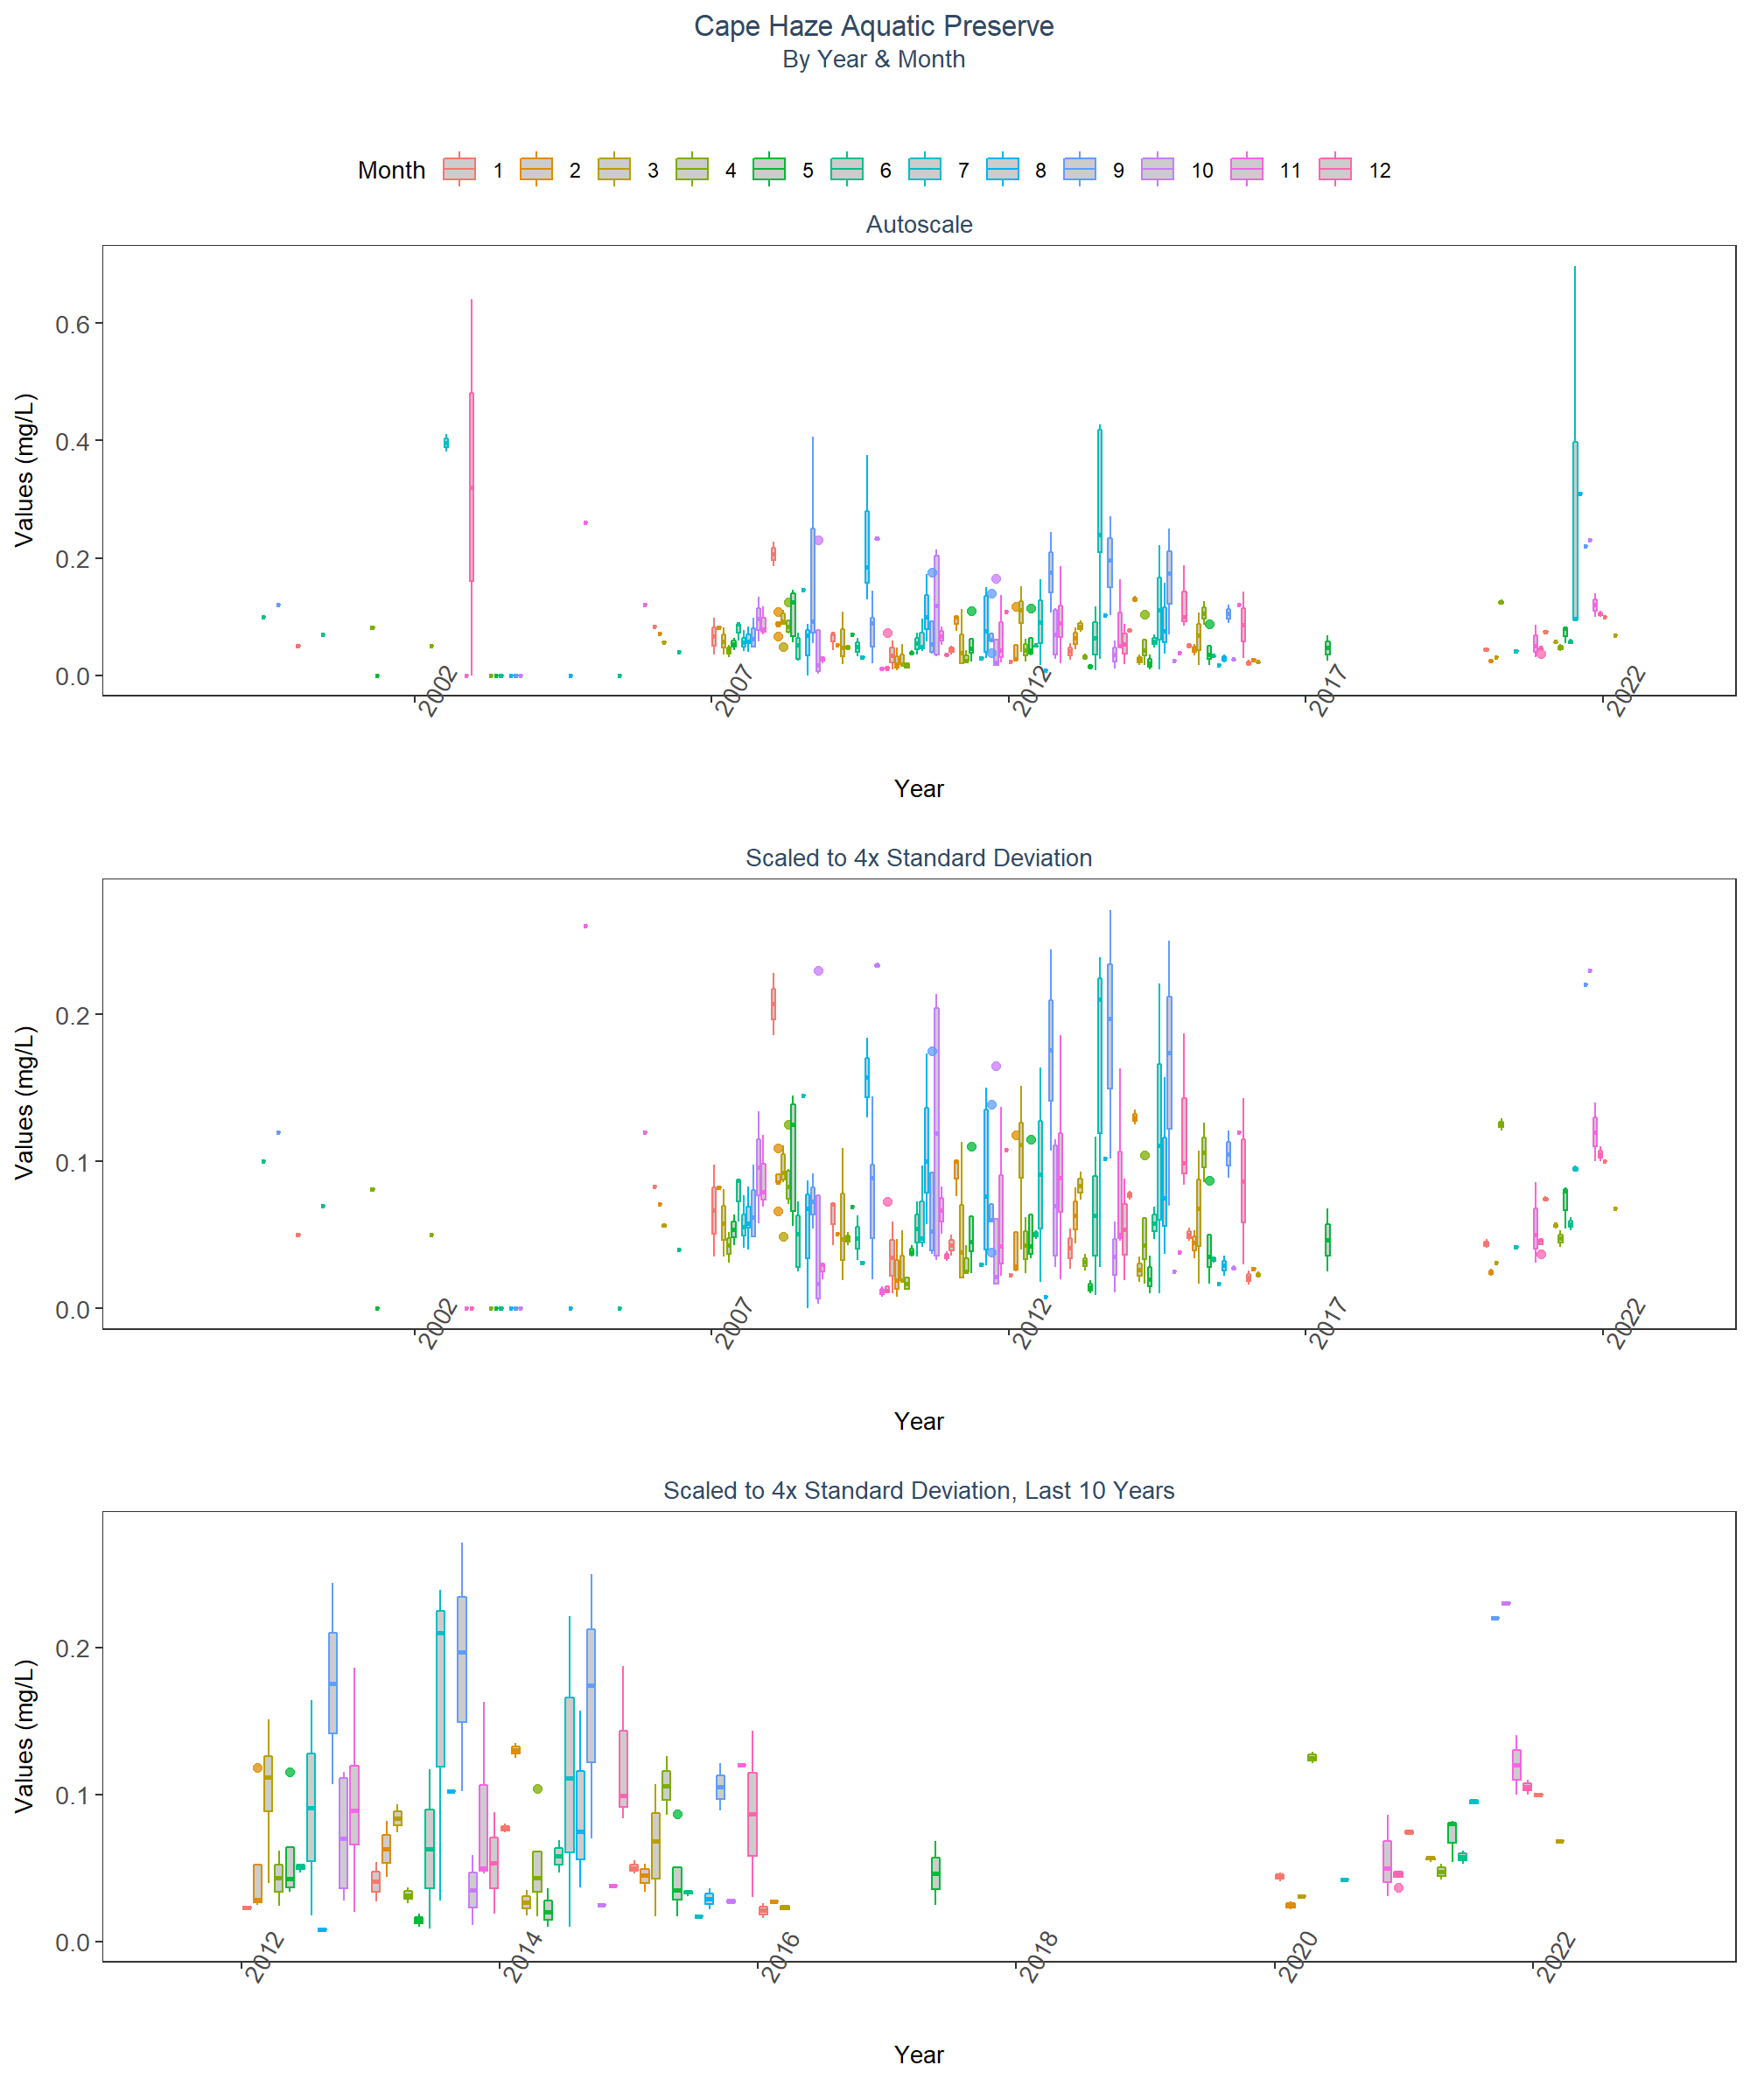 Cape Haze Aquatic Preserve
By Year & Month
Month 1 2 3 4 5 6 7 8 9 10 11 12
Autoscale
Values (mg/L)
0.6
0.4
0.2
0.0
2002 2007 2012 2017 2022
Year
Scaled to 4x Standard Deviation
Values (mg/L)
0.2
0.1
0.0
2002 2007 2012 2017 2022
Year
Scaled to 4x Standard Deviation, Last 10 Years
Values (mg/L)
0.2
0.1
0.0
2012 2014 2016 2018 2020 2022
Year